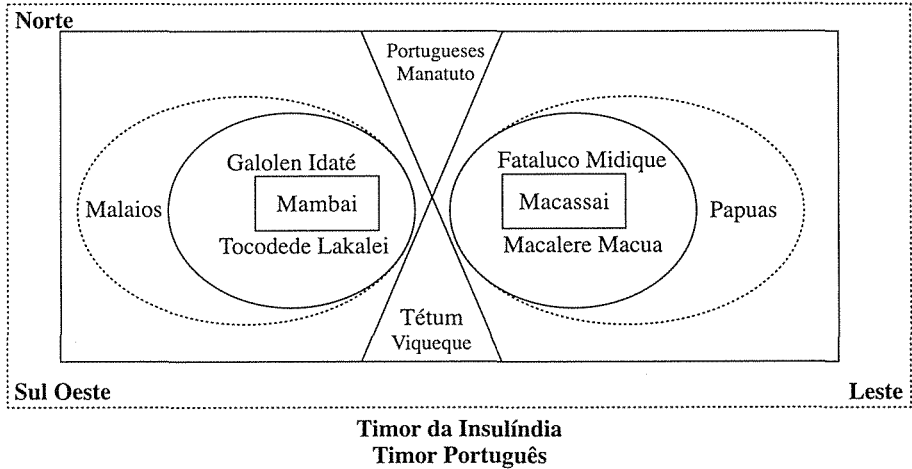 Norte
Portugueses
Manatuto
Galolen Idaté
Mambai
Tocodede Lakalei
Malaios
Fataluco Midique
Macassai
Macalere Macua
Papuas
Tétum
Viqueque
Sul Oeste
Leste
Timor da Insulíndia
Timor Português